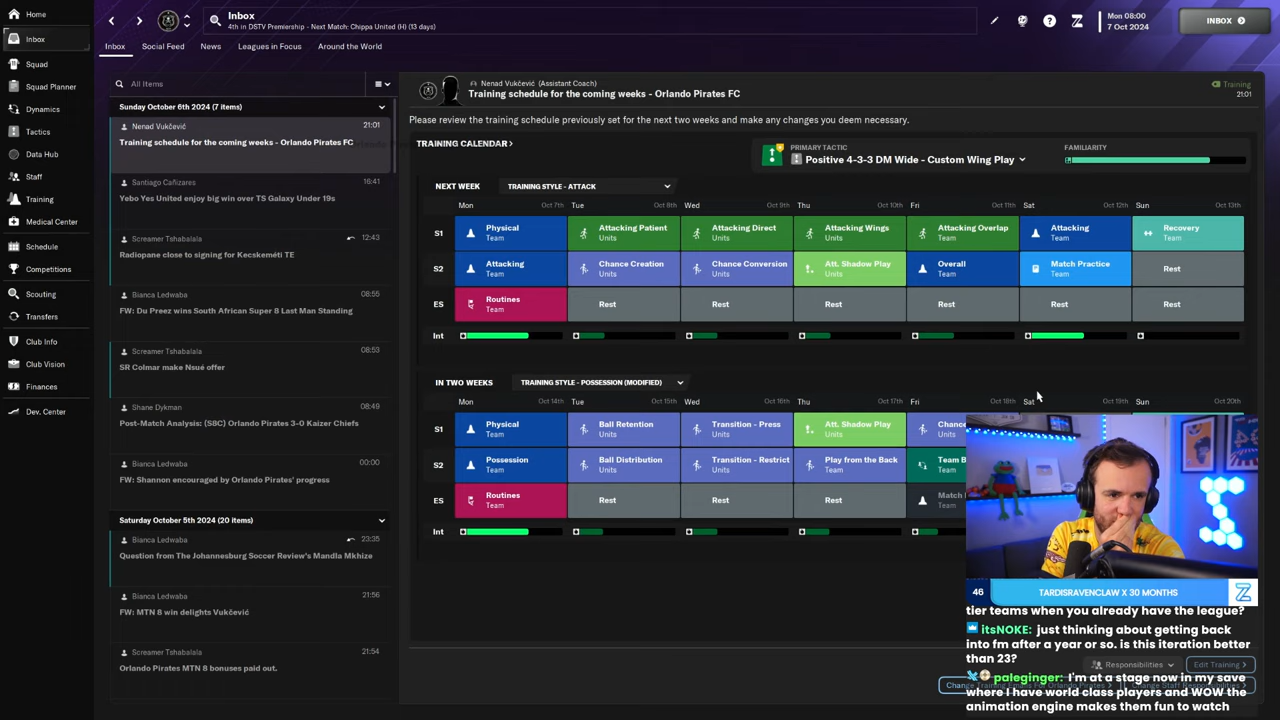 Home
Inbox
Squad
Squad Planner
Dynamics
Tactics
Data Hub
Staff
Training
Medical Center
Schedule
Competitions
Scouting
Transfers
Club Info
Club Vision
Finances
Dev. Center
Inbox
4th in DSTV Premiership - Next Match: Chippa United (H) (13 days)
Mon 08:00
7 Oct 2024
INBOX
Inbox
Social Feed
News
Leagues in Focus
Around the World
All Items
Sunday October 6th 2024 (7 items)
Nenad Vukčević 21:01
Training schedule for the coming weeks - Orlando Pirates FC
Santiago Cañizares 16:41
Yebo Yes United enjoy big win over TS Galaxy Under 19s
Screamer Tshabalala 12:43
Radiopane close to signing for Kecskeméti TE
Bianca Ledwaba 08:55
FW: Du Preez wins South African Super 8 Last Man Standing
Screamer Tshabalala 08:53
SR Colmar make Nsué offer
Shane Dykman 08:49
Post-Match Analysis: (SBC) Orlando Pirates 3-0 Kaizer Chiefs
Bianca Ledwaba 00:00
FW: Shannon encouraged by Orlando Pirates' progress
Saturday October 5th 2024 (20 items)
Bianca Ledwaba 23:35
Question from The Johannesburg Soccer Review's Mandla Mkhize
Bianca Ledwaba 21:56
FW: MTN 8 win delights Vukčević
Screamer Tshabalala 21:54
Orlando Pirates MTN 8 bonuses paid out.
Nenad Vukčević (Assistant Coach)
Training schedule for the coming weeks - Orlando Pirates FC
Training
21:01
Please review the training schedule previously set for the next two weeks and make any changes you deem necessary.
TRAINING CALENDAR >
PRIMARY TACTIC
Positive 4-3-3 DM Wide - Custom Wing Play
FAMILIARITY
NEXT WEEK TRAINING STYLE - ATTACK
Mon Oct 7th Tue Oct 8th Wed Oct 9th Thu Oct 10th Fri Oct 11th Sat Oct 12th Sun Oct 13th
S1 Physical Attacking Patient Attacking Direct Attacking Wings Attacking Overlap Attacking Recovery
Team Units Units Units Units Team Team
S2 Attacking Chance Creation Chance Conversion Att. Shadow Play Overall Match Practice Rest
Team Units Units Units Team Team
ES Routines Rest Rest Rest Rest Rest Rest
Team
Int
IN TWO WEEKS TRAINING STYLE - POSSESSION (MODIFIED)
Mon Oct 14th Tue Oct 15th Wed Oct 16th Thu Oct 17th Fri Oct 18th Sat Oct 19th Sun Oct 20th
S1 Physical Ball Retention Transition - Press Att. Shadow Play Chance
Team Units Units Units Units
S2 Possession Ball Distribution Transition - Restrict Play from the Back Team B
Team Units Units Team Team
ES Routines Rest Rest Rest Match
Team Team
Int
46 TARDISRAVENCLAW X 30 MONTHS
tier teams when you already have the league?
itsNOKE: just thinking about getting back
into fm after a year or so. is this iteration better
than 23?
Responsibilities
Edit Training >
paleginger: I'm at a stage now in my save
where I have world class players and WOW the
animation engine makes them fun to watch
Change Training Emails For Orlando Pirates >
Change Staff Responsibilities >